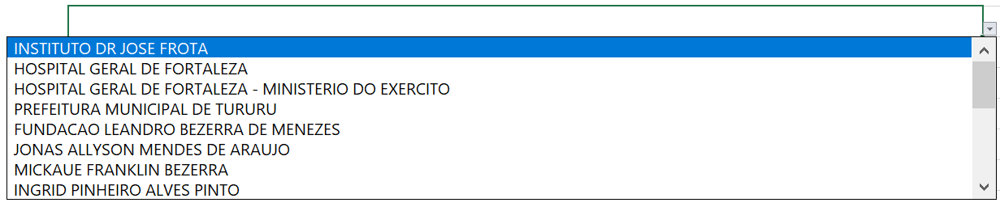 INSTITUTO DR JOSE FROTA
HOSPITAL GERAL DE FORTALEZA
HOSPITAL GERAL DE FORTALEZA - MINISTERIO DO EXERCITO
PREFEITURA MUNICIPAL DE TURURU
FUNDACAO LEANDRO BEZERRA DE MENEZES
JONAS ALLYSON MENDES DE ARAUJO
MICKAUE FRANKLIN BEZERRA
INGRID PINHEIRO ALVES PINTO